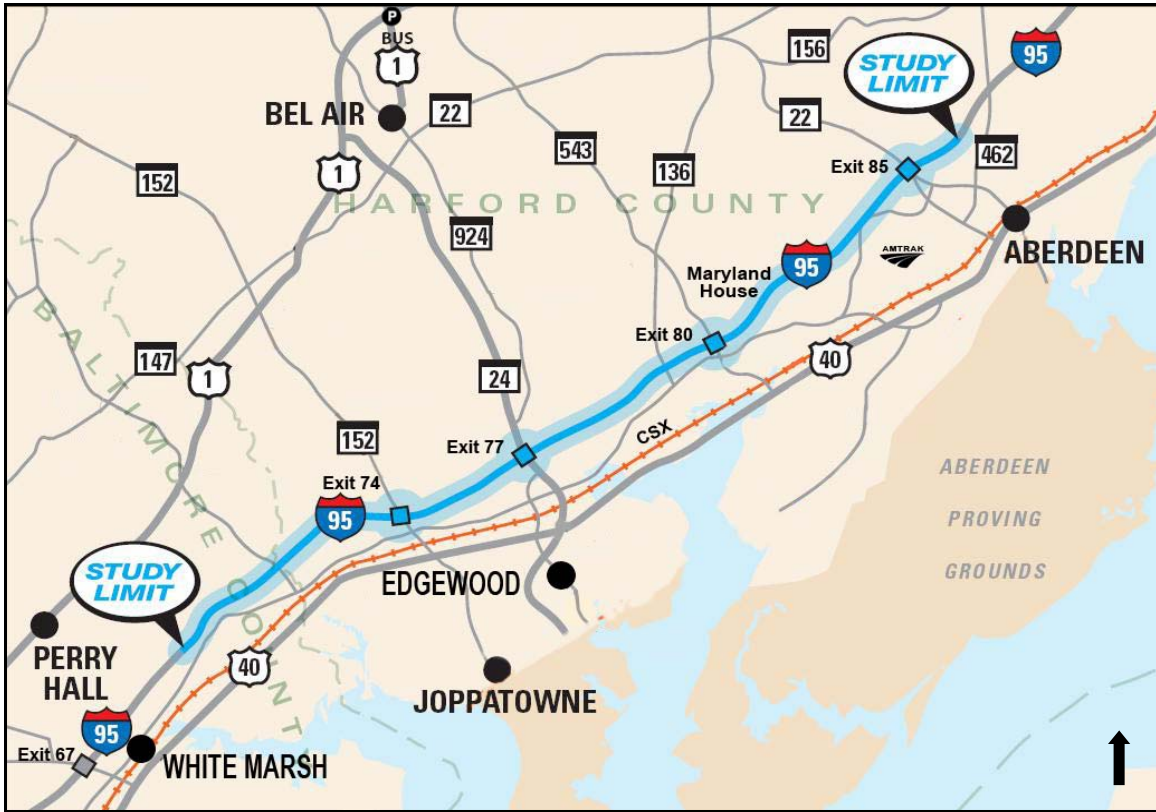 P
BUS
1
156
STUDY
LIMIT
95
BEL AIR
22
22
543
136
462
152
1
Exit 85
HARFORD COUNTY
924
AMTRAK
95
ABERDEEN
Maryland
House
BALTIMORE COUNTY
Exit 80
147
1
40
24
CSX
152
Exit 77
ABERDEEN
PROVING
GROUNDS
Exit 74
95
STUDY
LIMIT
EDGEWOOD
PERRY
HALL
40
JOPPATOWNE
95
Exit 67
WHITE MARSH